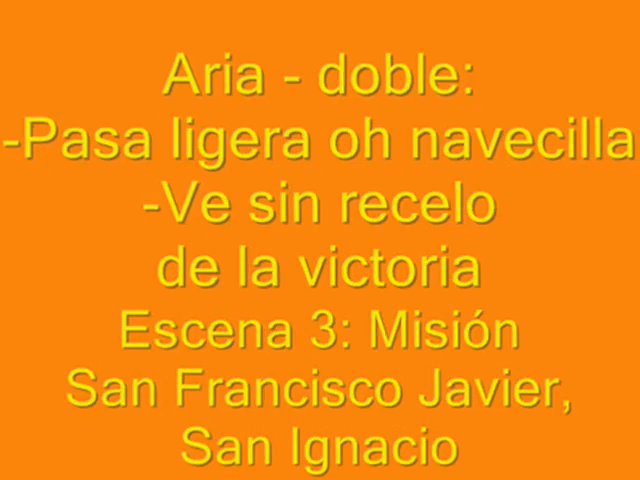 Aria - doble:
-Pasa ligera oh navecilla
-Ve sin recelo
de la victoria
Escena 3: Misión
San Francisco Javier,
San Ignacio